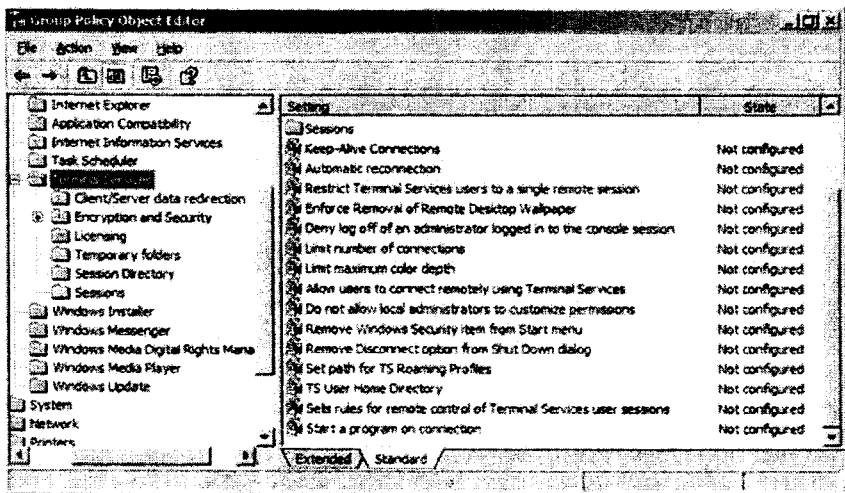 Group Policy Object Editor
File Action View Help
Internet Explorer
Application Compatibility
Internet Information Services
Task Scheduler
Client/Server data redirection
Encryption and Security
Licensing
Temporary folders
Session Directory
Sessions
Windows Installer
Windows Messenger
Windows Media Digital Rights Mana
Windows Media Player
Windows Update
System
Network
Printers
Setting State
Sessions
Keep-Alive Connections Not configured
Automatic reconnection Not configured
Restrict Terminal Services users to a single remote session Not configured
Enforce Removal of Remote Desktop Wallpaper Not configured
Deny log off of an administrator logged in to the console session Not configured
Limit number of connections Not configured
Limit maximum color depth Not configured
Allow users to connect remotely using Terminal Services Not configured
Do not allow local administrators to customize permissions Not configured
Remove Windows Security item from Start menu Not configured
Remove Disconnect option from Shut Down dialog Not configured
Set path for TS Roaming Profiles Not configured
TS User Home Directory Not configured
Sets rules for remote control of Terminal Services user sessions Not configured
Start a program on connection Not configured
Extended Standard